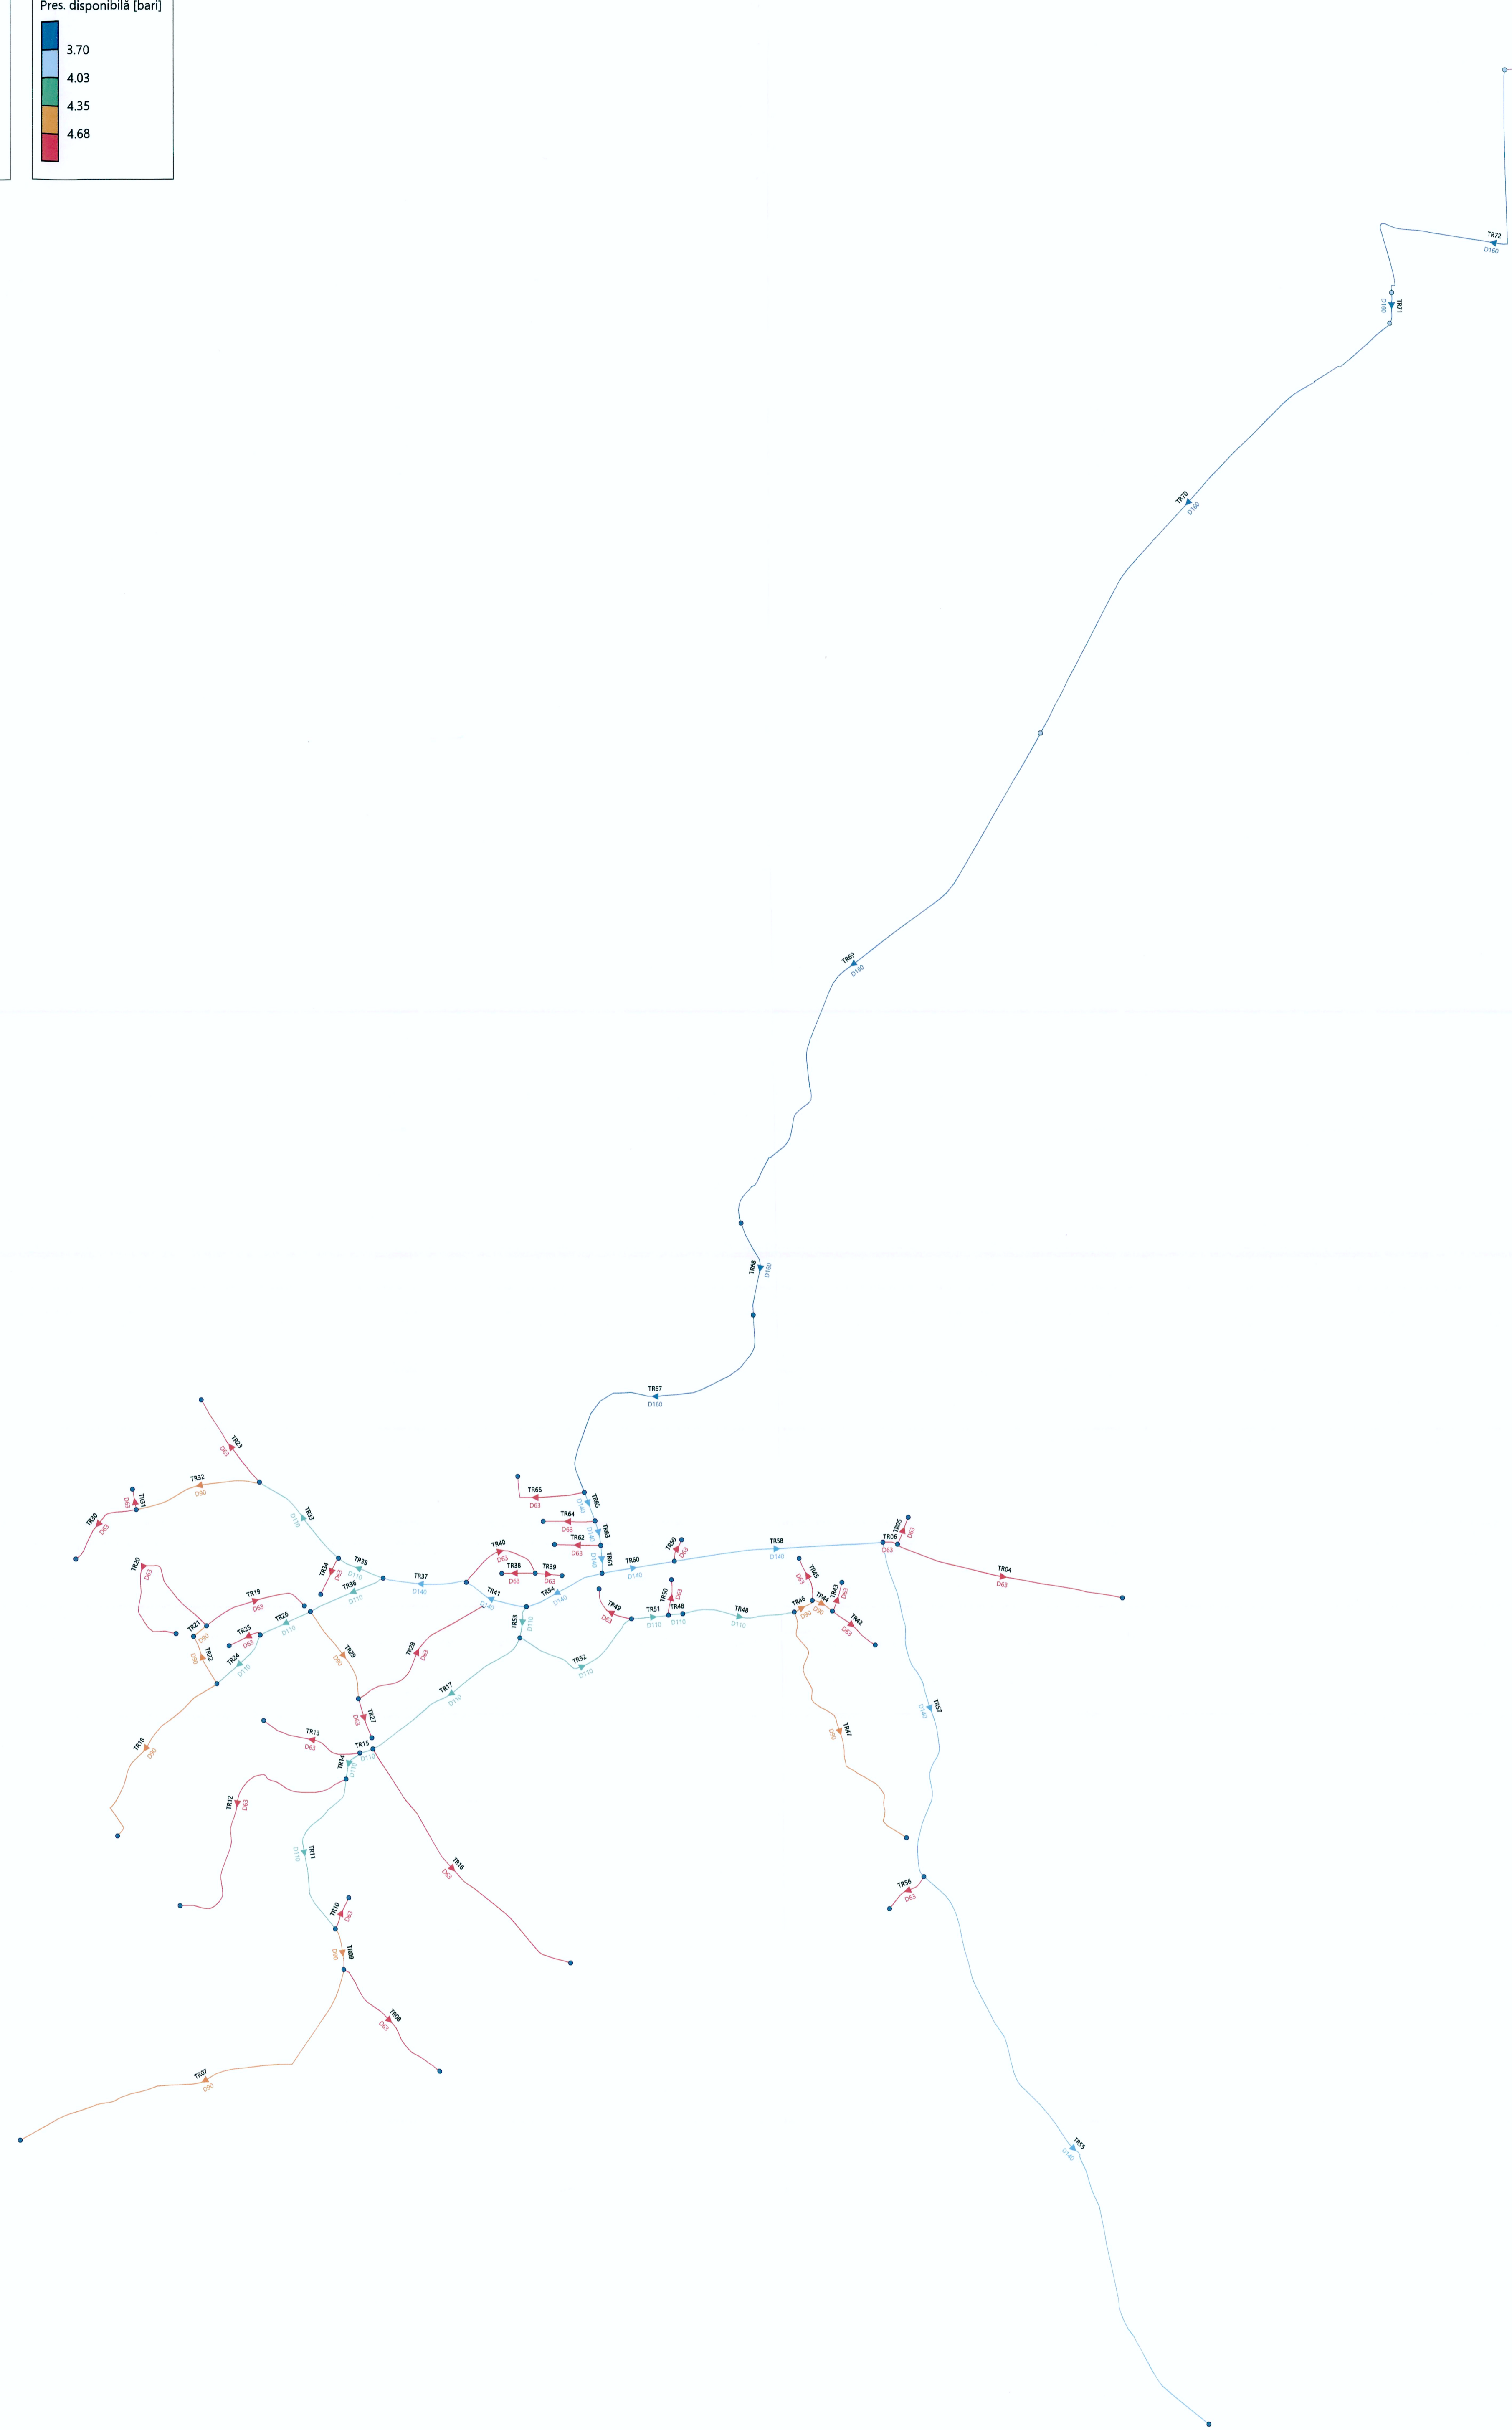 Pres. disponibilă [bari]
3.70
4.03
4.35
4.68
TR72
D160
TR71
D160
TR70
D160
TR69
D160
TR68
D160
TR67
D160
TR23
D63
TR32
D90
TR31
D63
TR30
D63
TR33
D110
TR66
D63
TR65
D140
TR64
D63
TR63
D140
TR62
D63
TR61
D140
TR59
D63
TR60
D140
TR58
D140
TR06
D63
TR05
D63
TR04
D63
TR40
D63
TR38
D63
TR39
D63
TR20
D63
TR34
D63
TR35
D110
TR36
D110
TR37
D140
TR41
D140
TR54
D140
TR19
D63
TR21
D90
TR26
D110
TR25
D63
TR22
D90
TR24
D110
TR29
D90
TR28
D63
TR53
D110
TR52
D110
TR49
D63
TR51
D110
TR50
D63
TR48
D110
TR48
D110
TR45
D63
TR46
D90
TR44
D90
TR43
D63
TR42
D63
TR17
D110
TR27
D63
TR57
D140
TR47
D90
TR18
D90
TR13
D63
TR15
D110
TR14
D110
TR12
D63
TR11
D110
TR16
D63
TR56
D63
TR10
D63
TR09
D90
TR08
D63
TR07
D90
TR55
D140